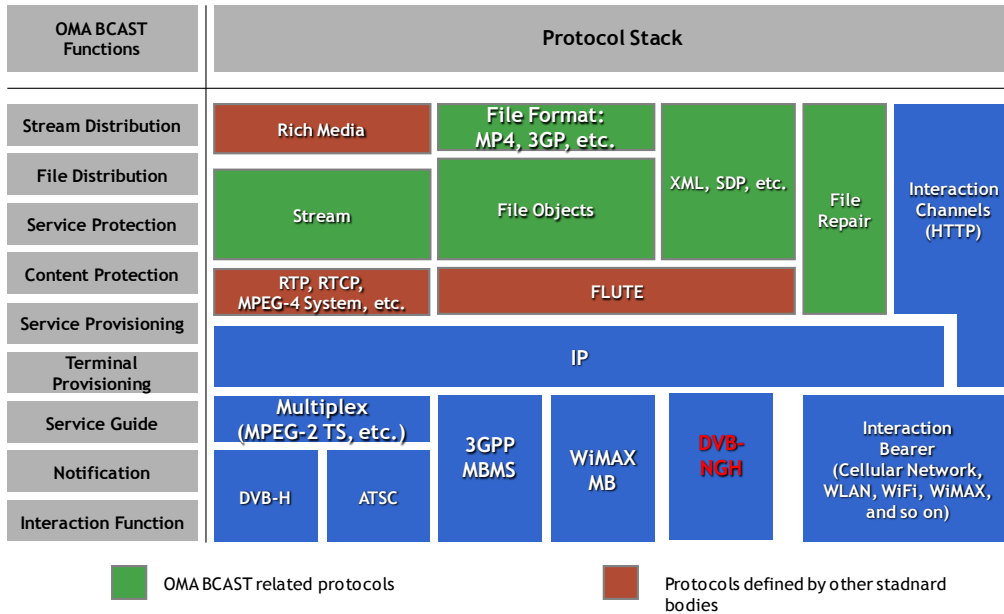 OMA BCAST
Functions
Protocol Stack
Stream Distribution
File Distribution
Service Protection
Content Protection
Service Provisioning
Terminal
Provisioning
Service Guide
Notification
Interaction Function
Rich Media
File Format:
MP4, 3GP, etc.
XML, SDP, etc.
File
Repair
Interaction
Channels
(HTTP)
Stream
File Objects
RTP, RTCP,
MPEG-4 System, etc.
FLUTE
IP
Multiplex
(MPEG-2 TS, etc.)
DVB-H
ATSC
3GPP
MBMS
WiMAX
MB
DVB-
NGH
Interaction
Bearer
(Cellular Network,
WLAN, WiFi, WiMAX,
and so on)
OMA BCAST related protocols
Protocols defined by other stadnard
bodies